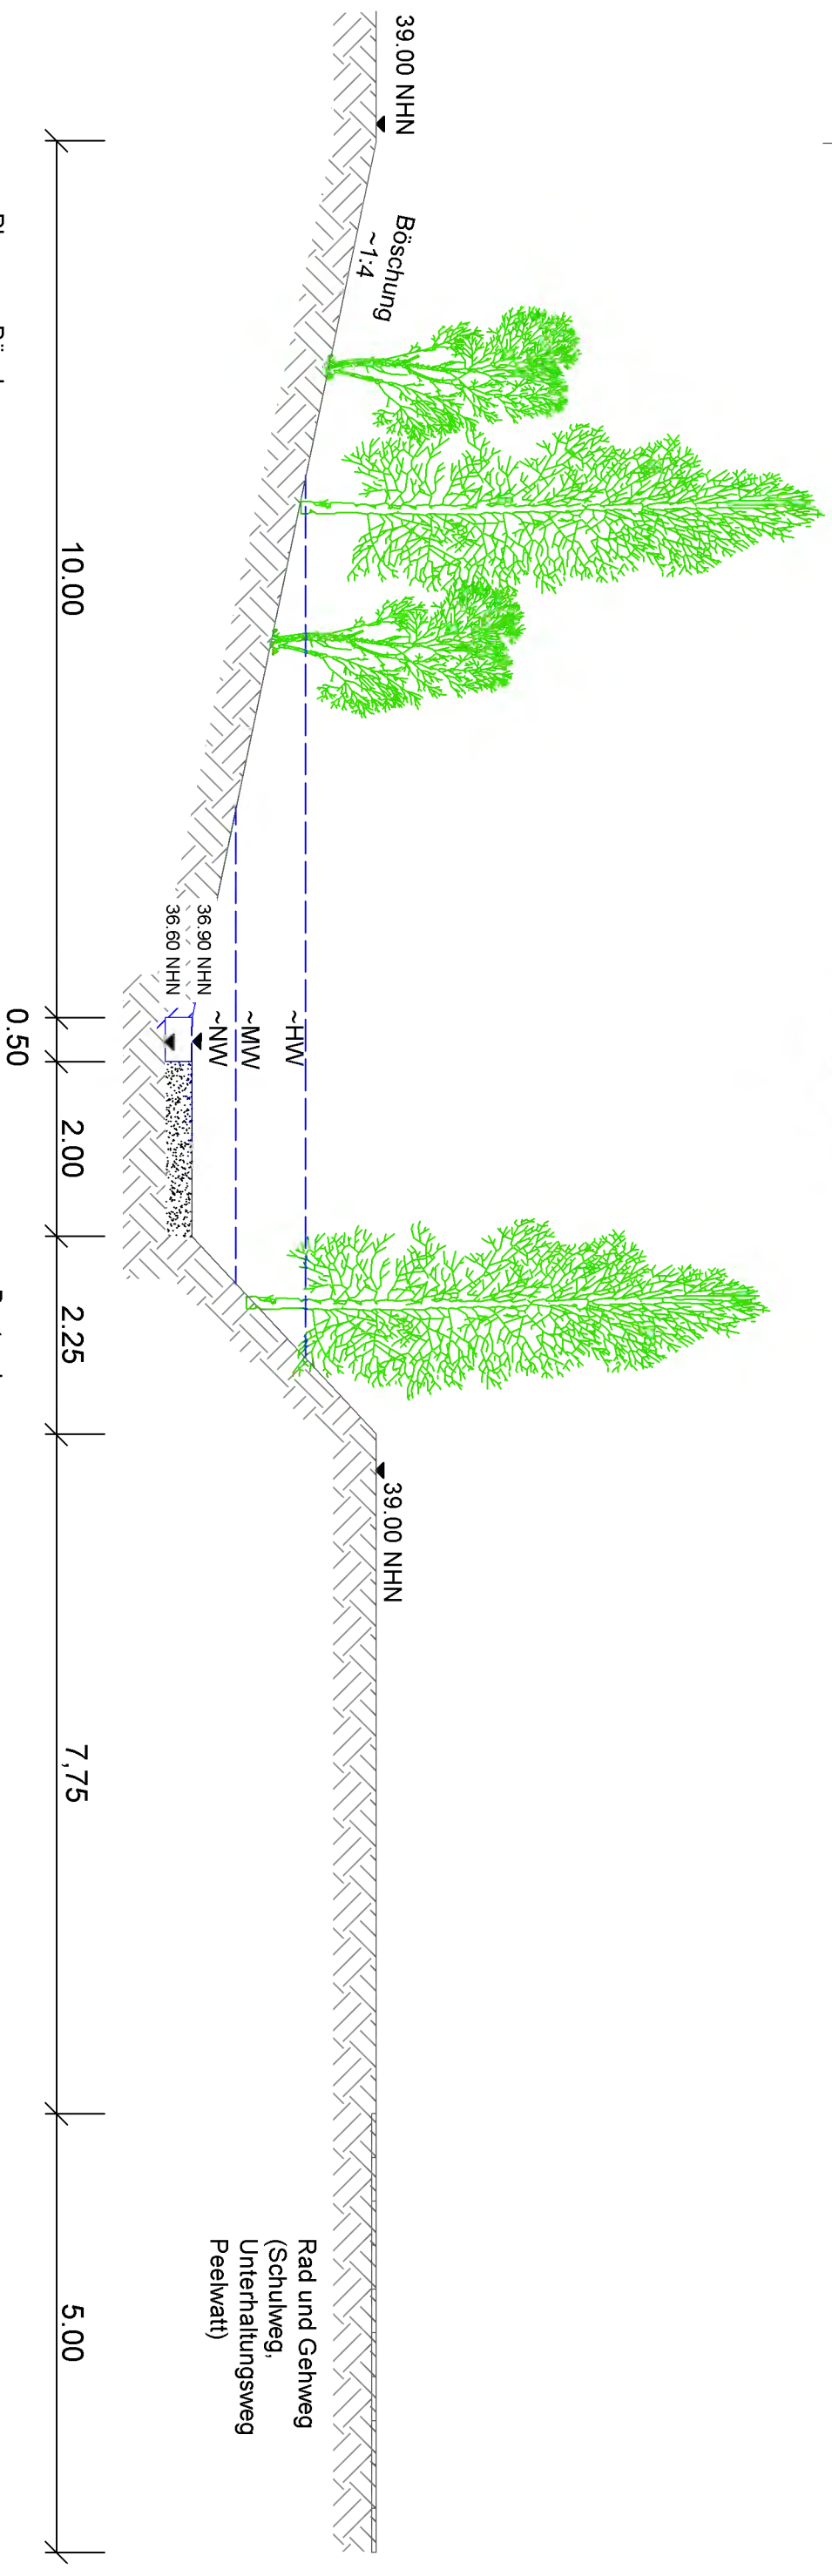 39.00 NHN
Böschung
~1:4
36.90 NHN
36.60 NHN
~HW
~MW
~NW
39.00 NHN
Rad und Gehweg
(Schulweg,
Unterhaltungsweg
Peelwatt)
10.00
0.50
2.00
2.25
7,75
5.00